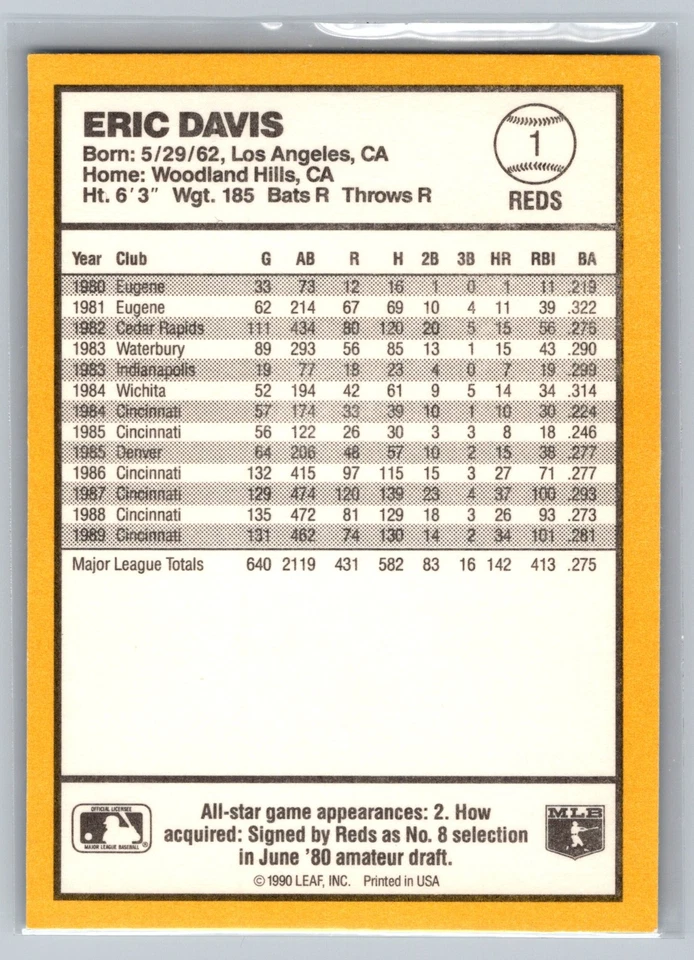 ERIC DAVIS
Born: 5/29/62, Los Angeles, CA
Home: Woodland Hills, CA
Ht. 6'3" Wgt. 185 Bats R Throws R
1
REDS
Year Club G AB R H 2B 3B HR RBI BA
1980 Eugene 33 73 12 16 1 0 1 11 .219
1981 Eugene 62 214 67 69 10 4 11 39 .322
1982 Cedar Rapids 111 434 80 120 20 5 15 56 .276
1983 Waterbury 89 293 56 85 13 1 15 43 .290
1983 Indianapolis 19 77 18 23 4 0 7 19 .299
1984 Wichita 52 194 42 61 9 5 14 34 .314
1984 Cincinnati 57 174 33 39 10 1 10 30 .224
1985 Cincinnati 56 122 26 30 3 3 8 18 .246
1985 Denver 64 206 48 57 10 2 15 38 .277
1986 Cincinnati 132 415 97 115 15 3 27 71 .277
1987 Cincinnati 129 474 120 139 23 4 37 100 .293
1988 Cincinnati 135 472 81 129 18 3 26 93 .273
1989 Cincinnati 131 462 74 130 14 2 34 101 .281
Major League Totals 640 2119 431 582 83 16 142 413 .275
OFFICIAL LICENSEE
MAJOR LEAGUE BASEBALL ®
All-star game appearances: 2. How
acquired: Signed by Reds as No. 8 selection
in June '80 amateur draft.
© 1990 LEAF, INC. Printed in USA
MLB